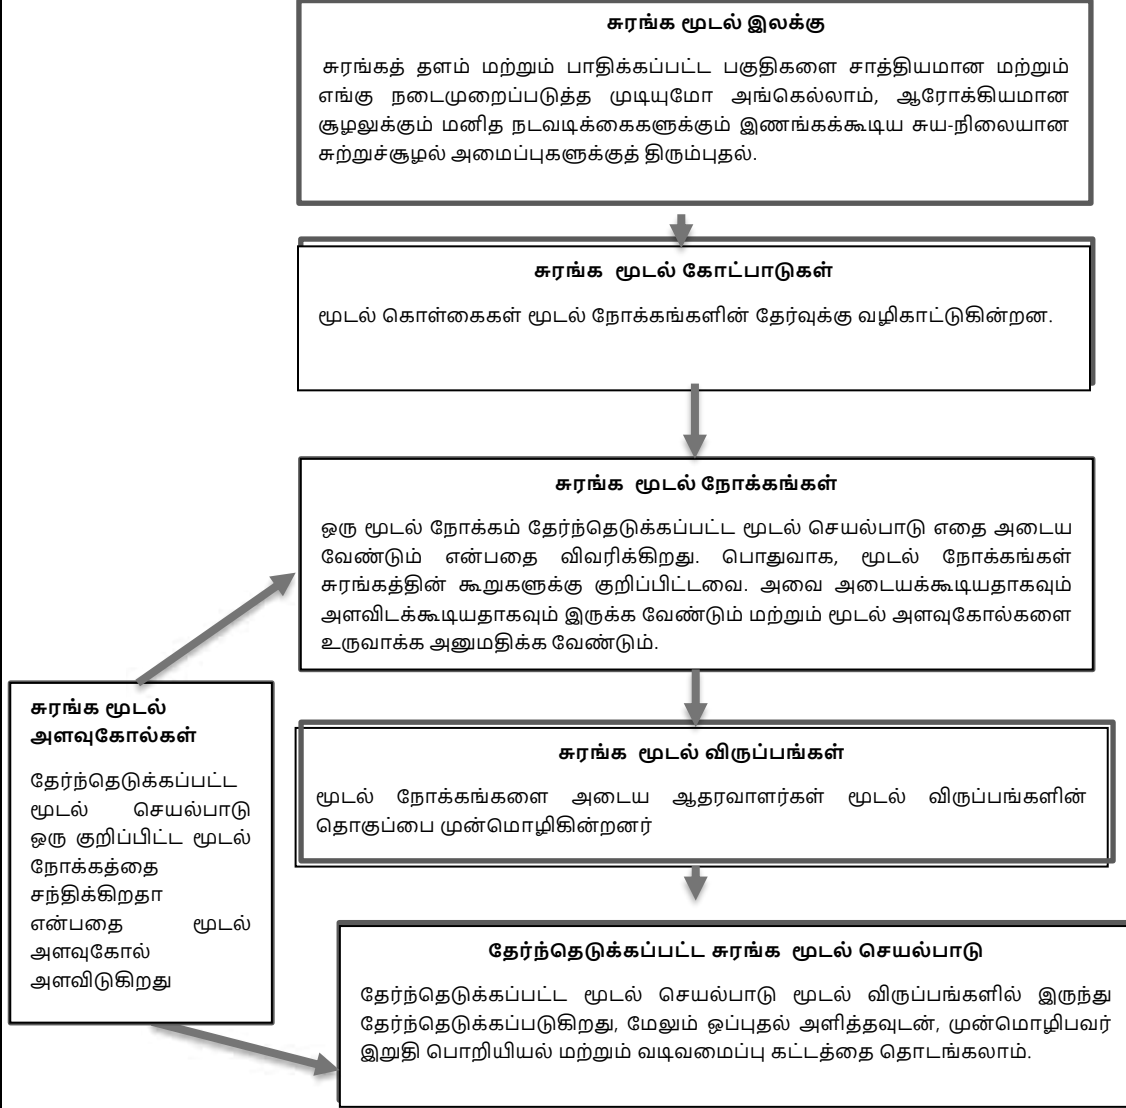 சுரங்க மூடல் இலக்கு
சுரங்கத் தளம் மற்றும் பாதிக்கப்பட்ட பகுதிகளை சாத்தியமான மற்றும்
எங்கு நடைமுறைப்படுத்த முடியுமோ அங்கெல்லாம், ஆரோக்கியமான
சூழலுக்கும் மனித நடவடிக்கைகளுக்கும் இணங்கக்கூடிய சுய-நிலையான
சுற்றுச்சூழல் அமைப்புகளுக்குத் திரும்புதல்.
சுரங்க மூடல் கோட்பாடுகள்
மூடல் கொள்கைகள் மூடல் நோக்கங்களின் தேர்வுக்கு வழிகாட்டுகின்றன.
சுரங்க மூடல் நோக்கங்கள்
ஒரு மூடல் நோக்கம் தேர்ந்தெடுக்கப்பட்ட மூடல் செயல்பாடு எதை அடைய
வேண்டும் என்பதை விவரிக்கிறது. பொதுவாக, மூடல் நோக்கங்கள்
சுரங்கத்தின் கூறுகளுக்கு குறிப்பிட்டவை. அவை அடையக்கூடியதாகவும்
அளவிடக்கூடியதாகவும் இருக்க வேண்டும் மற்றும் மூடல் அளவுகோல்களை
உருவாக்க அனுமதிக்க வேண்டும்.
சுரங்க மூடல்
அளவுகோல்கள்
தேர்ந்தெடுக்கப்பட்ட
மூடல் செயல்பாடு
ஒரு குறிப்பிட்ட மூடல்
நோக்கத்தை
சந்திக்கிறதா
என்பதை மூடல்
அளவுகோல்
அளவிடுகிறது
சுரங்க மூடல் விருப்பங்கள்
மூடல் நோக்கங்களை அடைய ஆதரவாளர்கள் மூடல் விருப்பங்களின்
தொகுப்பை முன்மொழிகின்றனர்
தேர்ந்தெடுக்கப்பட்ட சுரங்க மூடல் செயல்பாடு
தேர்ந்தெடுக்கப்பட்ட மூடல் செயல்பாடு மூடல் விருப்பங்களில் இருந்து
தேர்ந்தெடுக்கப்படுகிறது, மேலும் ஒப்புதல் அளித்தவுடன், முன்மொழிபவர்
இறுதி பொறியியல் மற்றும் வடிவமைப்பு கட்டத்தை தொடங்கலாம்.